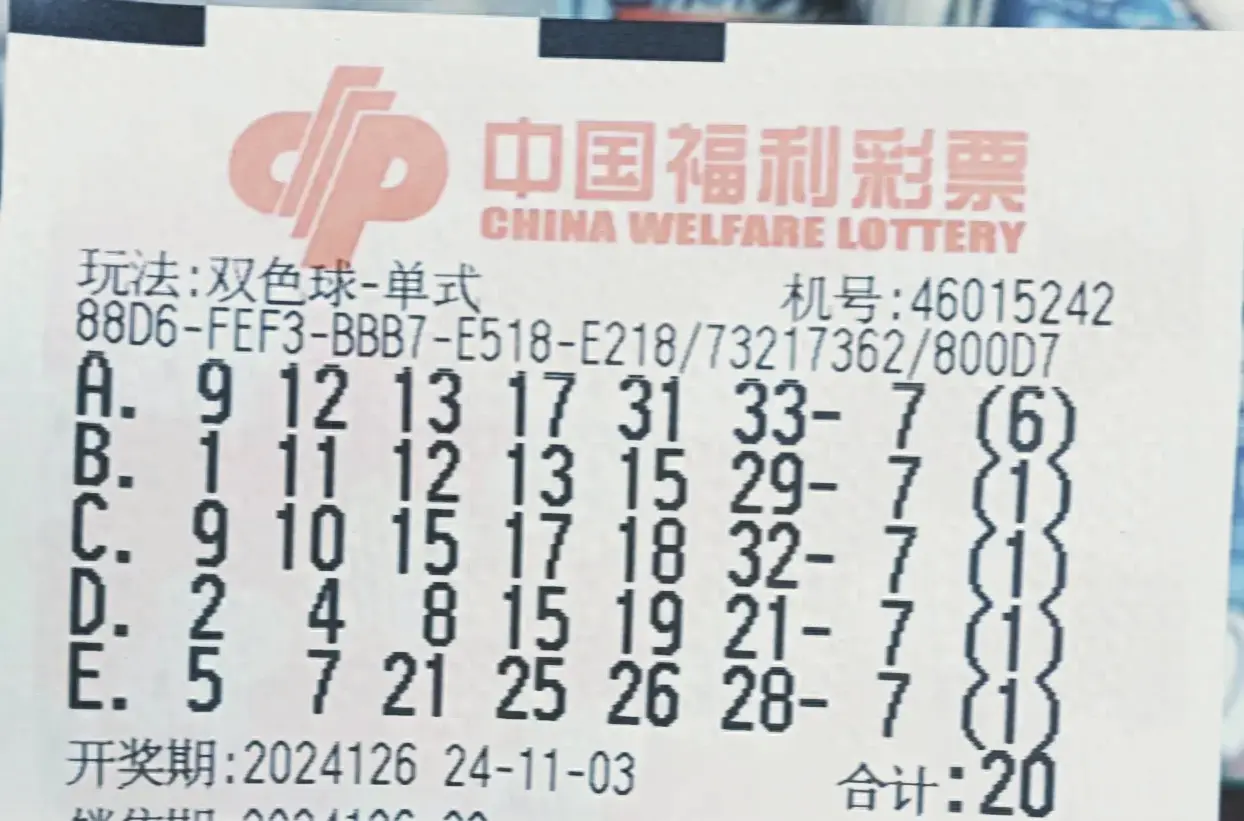 中国福利彩票
CHINA WELFARE LOTTERY
玩法:双色球-单式 机号:46015242
88D6-FEF3-BBB7-E518-E218/73217362/800D7
A. 9 12 13 17 31 33- 7 (6)
B. 1 11 12 13 15 29- 7 (1)
C. 9 10 15 17 18 32- 7 (1)
D. 2 4 8 15 19 21- 7 (1)
E. 5 7 21 25 26 28- 7 (1)
开奖期:2024126 24-11-03 合计:20